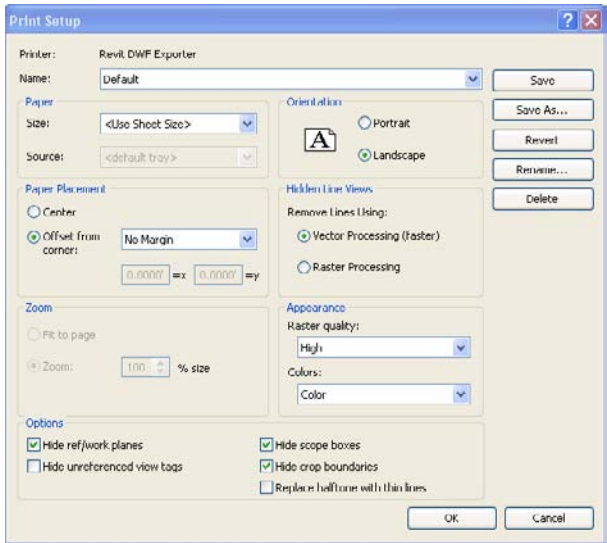 Print Setup
Printer: Revit DWF Exporter
Name: Default
Save
Save As...
Revert
Rename...
Delete
Paper
Size: <Use Sheet Size>
Source: <default tray>
Orientation
A
Portrait
Landscape
Paper Placement
Center
Offset from corner: No Margin
0.0000" =x 0.0000" =y
Hidden Line Views
Remove Lines Using:
Vector Processing (faster)
Raster Processing
Zoom
Fit to page
Zoom: 100 % size
Appearance
Raster quality:
High
Colors:
Color
Options
Hide ref/work planes
Hide unreferenced view tags
Hide scope boxes
Hide crop boundaries
Replace halftone with thin lines
OK
Cancel